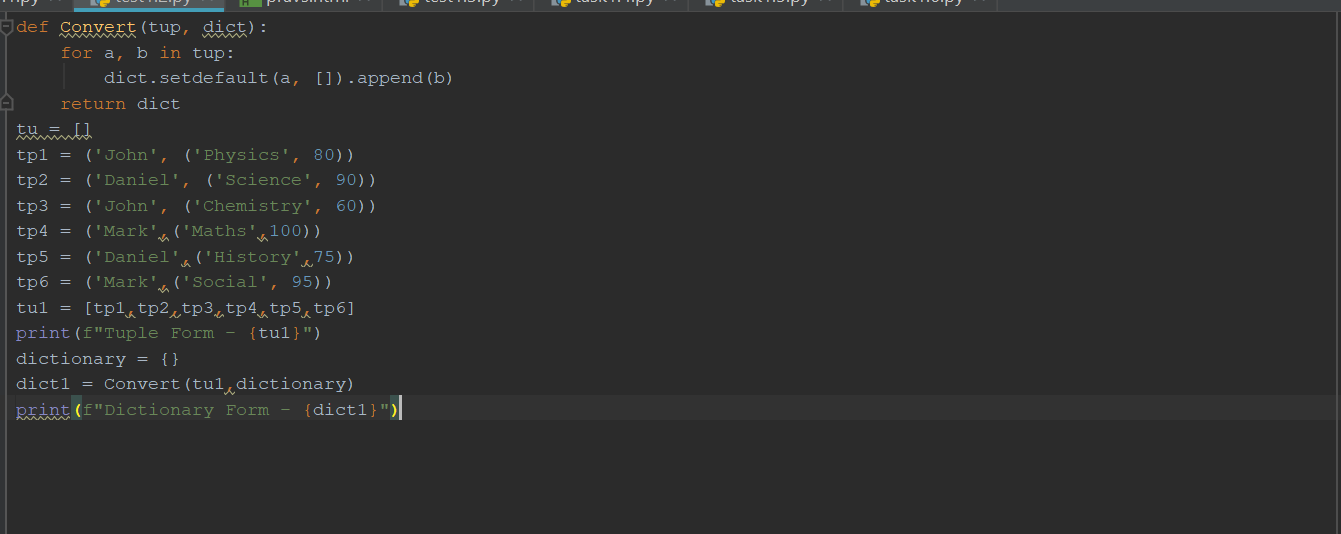 def Convert(tup, dict):
    for a, b in tup:
        dict.setdefault(a, []).append(b)
    return dict
tu = []
tp1 = ('John', ('Physics', 80))
tp2 = ('Daniel', ('Science', 90))
tp3 = ('John', ('Chemistry', 60))
tp4 = ('Mark',('Maths',100))
tp5 = ('Daniel',('History',75))
tp6 = ('Mark',('Social', 95))
tu1 = [tp1,tp2,tp3,tp4,tp5,tp6]
print(f"Tuple Form - {tu1}")
dictionary = {}
dict1 = Convert(tu1,dictionary)
print(f"Dictionary Form - {dict1}")